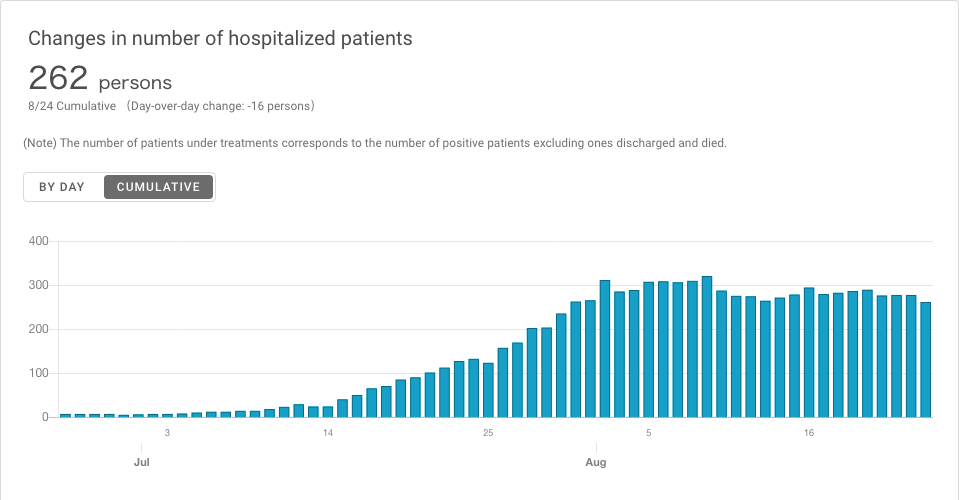 Changes in number of hospitalized patients
262 persons
8/24 Cumulative （Day-over-day change: -16 persons）
(Note) The number of patients under treatments corresponds to the number of positive patients excluding ones discharged and died.
BY DAY CUMULATIVE
400
300
200
100
0
3 14 25 5 16
Jul Aug